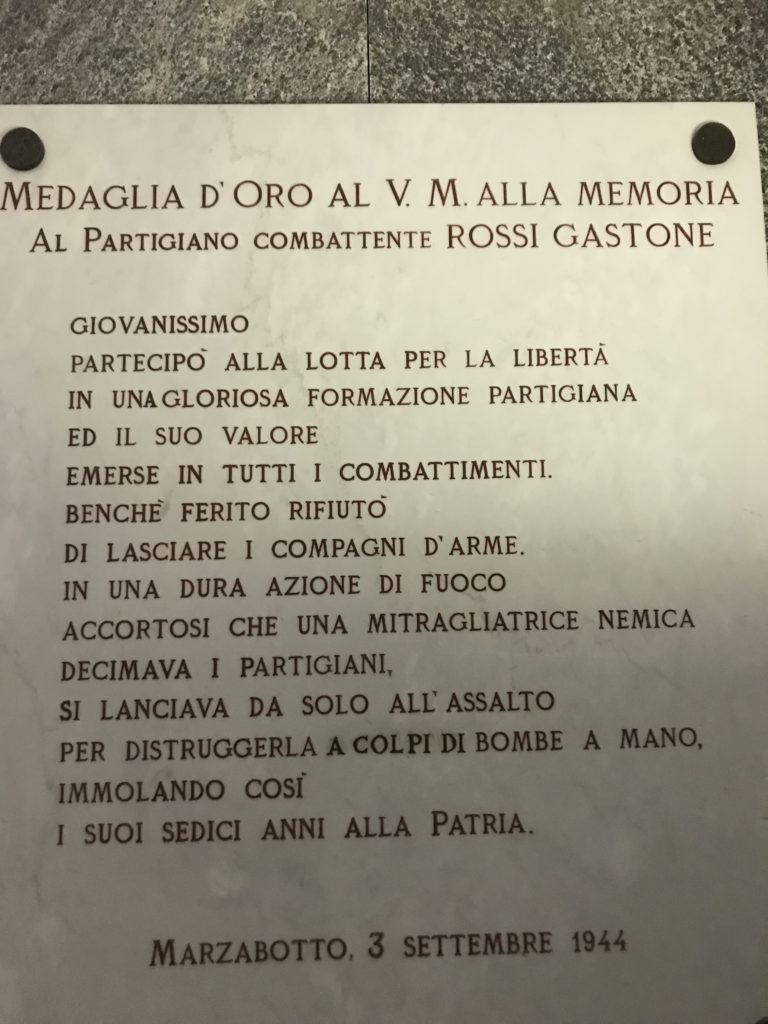 MEDAGLIA D'ORO AL V. M. ALLA MEMORIA
AL PARTIGIANO COMBATTENTE ROSSI GASTONE
GIOVANISSIMO
PARTECIPÒ ALLA LOTTA PER LA LIBERTÀ
IN UNA GLORIOSA FORMAZIONE PARTIGIANA
ED IL SUO VALORE
EMERSE IN TUTTI I COMBATTIMENTI.
BENCHÈ FERITO RIFIUTÒ
DI LASCIARE I COMPAGNI D'ARME.
IN UNA DURA AZIONE DI FUOCO
ACCORTOSI CHE UNA MITRAGLIATRICE NEMICA
DECIMAVA I PARTIGIANI,
SI LANCIAVA DA SOLO ALL'ASSALTO
PER DISTRUGGERLA A COLPI DI BOMBE A MANO,
IMMOLANDO COSÌ
I SUOI SEDICI ANNI ALLA PATRIA.
MARZABOTTO, 3 SETTEMBRE 1944